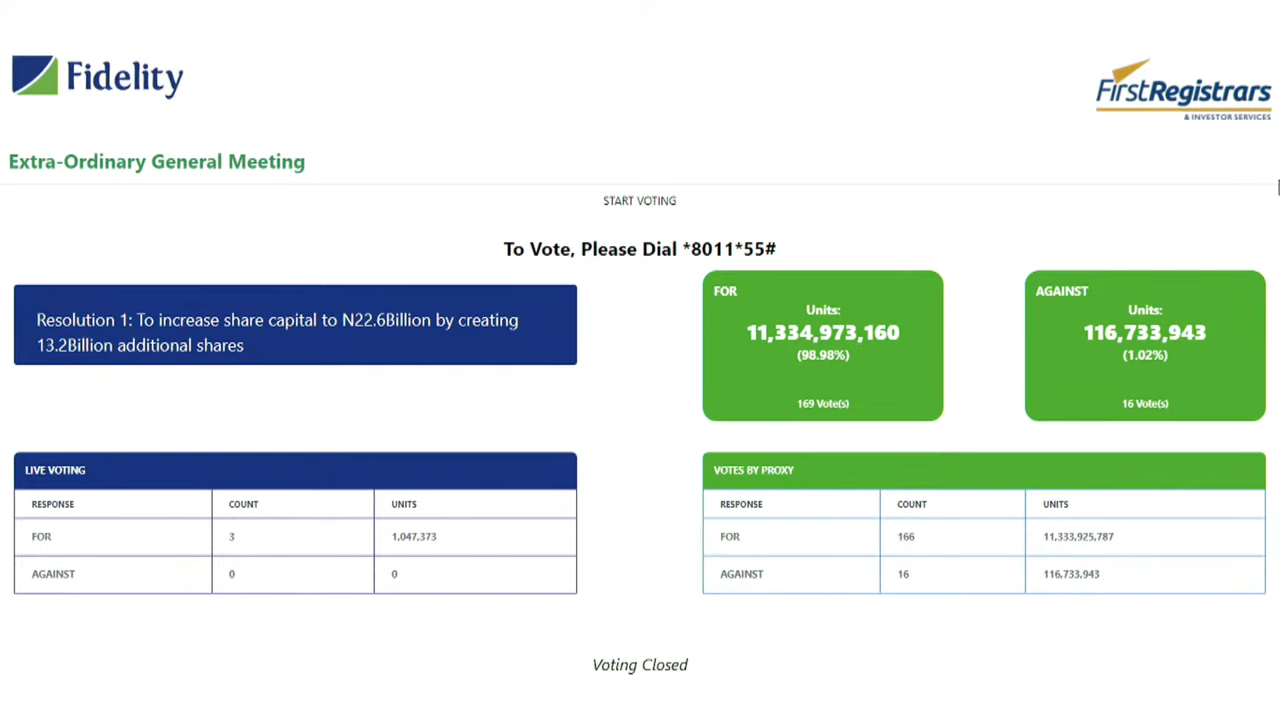 Fidelity
FirstRegistrars
& INVESTOR SERVICES
Extra-Ordinary General Meeting
START VOTING
To Vote, Please Dial *8011*55#
Resolution 1: To increase share capital to N22.6Billion by creating
13.2Billion additional shares
FOR
Units:
11,334,973,160
(98.98%)
169 Vote(s)
AGAINST
Units:
116,733,943
(1.02%)
16 Vote(s)
LIVE VOTING
RESPONSE COUNT UNITS
FOR 3 1,047,373
AGAINST 0 0
VOTES BY PROXY
RESPONSE COUNT UNITS
FOR 166 11,333,925,787
AGAINST 16 116,733,943
Voting Closed